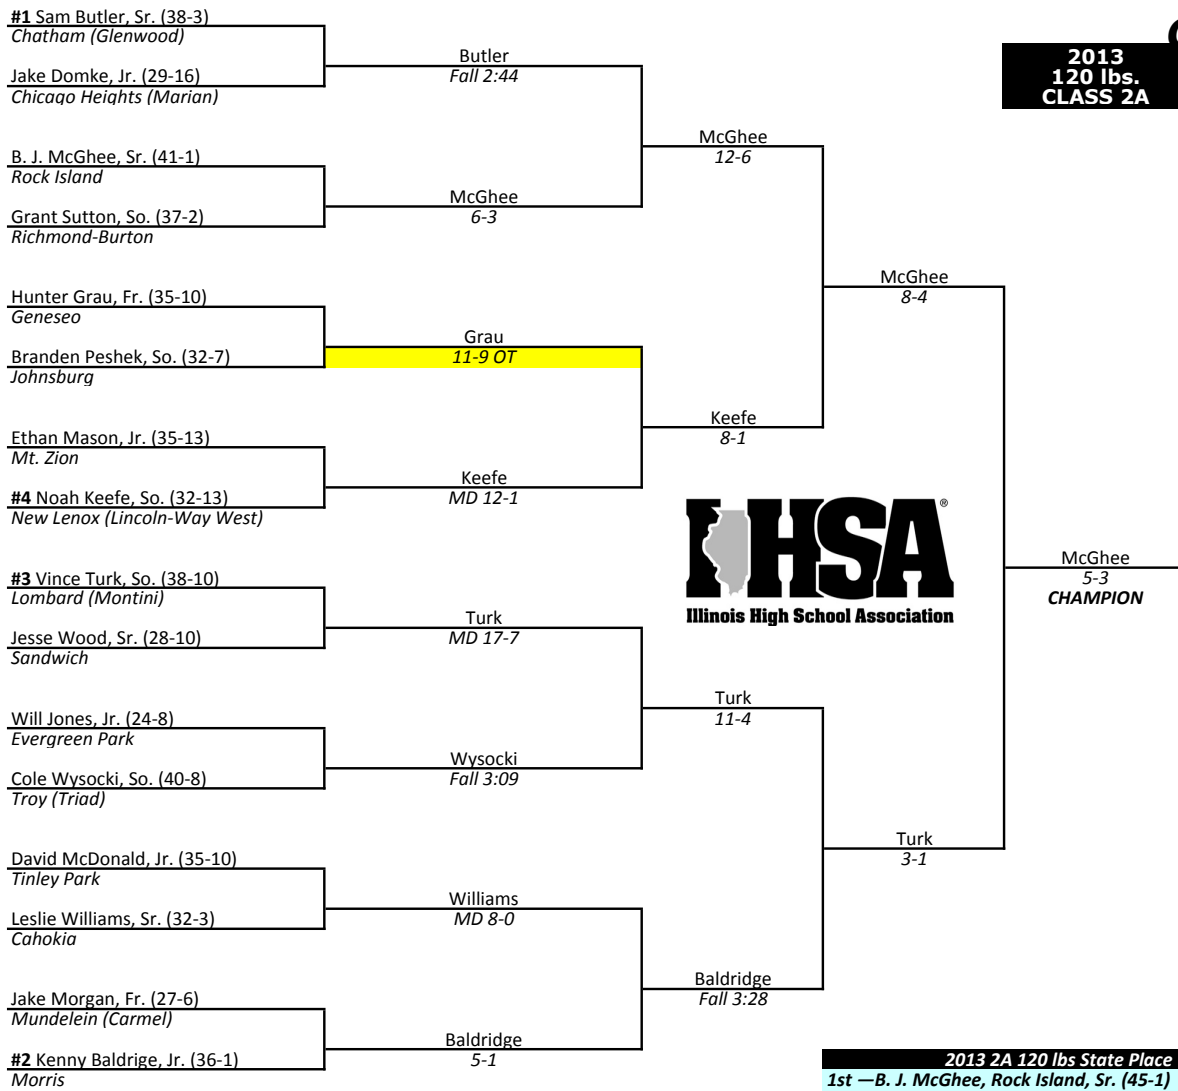 #1 Sam Butler, Sr. (38-3)
Chatham (Glenwood)
Butler
Fall 2:44
Jake Domke, Jr. (29-16)
Chicago Heights (Marian)
2013
120 lbs.
CLASS 2A
McGhee
12-6
B. J. McGhee, Sr. (41-1)
Rock Island
McGhee
6-3
Grant Sutton, So. (37-2)
Richmond-Burton
McGhee
8-4
Hunter Grau, Fr. (35-10)
Geneseo
Grau
11-9 OT
Branden Peshek, So. (32-7)
Johnsburg
Keefe
8-1
Ethan Mason, Jr. (35-13)
Mt. Zion
Keefe
MD 12-1
#4 Noah Keefe, So. (32-13)
New Lenox (Lincoln-Way West)
IHSA®
Illinois High School Association
McGhee
5-3
CHAMPION
#3 Vince Turk, So. (38-10)
Lombard (Montini)
Turk
MD 17-7
Jesse Wood, Sr. (28-10)
Sandwich
Turk
11-4
Will Jones, Jr. (24-8)
Evergreen Park
Wysocki
Fall 3:09
Cole Wysocki, So. (40-8)
Troy (Triad)
Turk
3-1
David McDonald, Jr. (35-10)
Tinley Park
Williams
MD 8-0
Leslie Williams, Sr. (32-3)
Cahokia
Baldridge
Fall 3:28
Jake Morgan, Fr. (27-6)
Mundelein (Carmel)
Baldridge
5-1
#2 Kenny Baldrige, Jr. (36-1)
Morris
2013 2A 120 lbs State Place
1st —B. J. McGhee, Rock Island, Sr. (45-1)